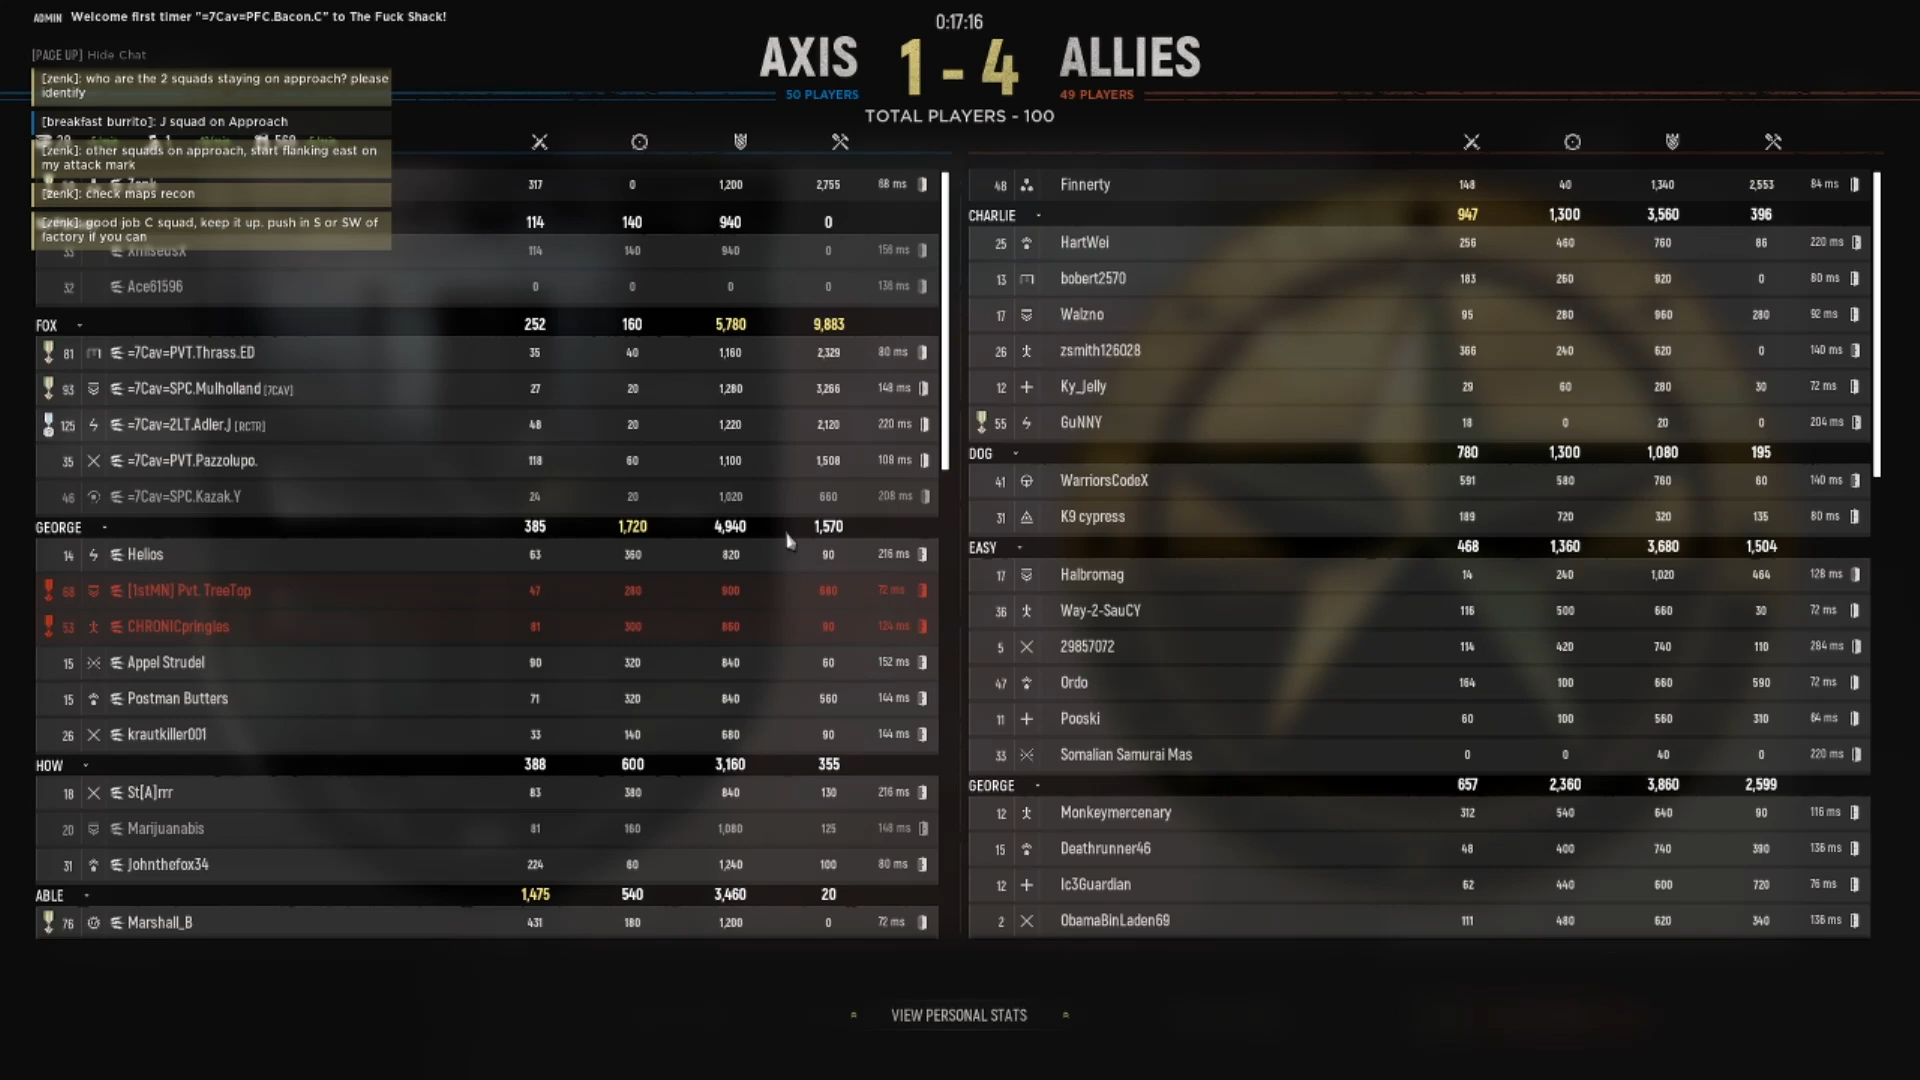 ADMIN Welcome first timer "=7Cav=PFC.Bacon.C" to The Fuck Shack!
0:17:16
AXIS 1 - 4 ALLIES
50 PLAYERS 49 PLAYERS
TOTAL PLAYERS - 100
[PAGE UP] Hide Chat
[zenk]: who are the 2 squads staying on approach? please
identify
[breakfast burrito]: J squad on Approach
[zenk]: other squads on approach, start flanking east on
my attack mark
[zenk]: check maps recon
[zenk]: good job C squad, keep it up. push in S or SW of
factory if you can
317 0 1,200 2,755 68 ms
114 140 940 0
114 140 940 0 156 ms
32 Ace61596 0 0 0 0 136 ms
FOX 252 160 5,780 9,883
81 =7Cav=PVT.Thrass.ED 35 40 1,160 2,329 80 ms
93 =7Cav=SPC.Mulholland [7CAV] 27 20 1,280 3,266 148 ms
125 =7Cav=2LT.Adler.J [RCTR] 48 20 1,220 2,120 220 ms
35 =7Cav=PVT.Pazzolupo. 118 60 1,100 1,508 108 ms
46 =7Cav=SPC.Kazak.Y 24 20 1,020 660 208 ms
GEORGE 385 1,720 4,940 1,570
14 Helios 63 360 820 90 216 ms
68 [1stMN] Pvt. TreeTop 47 280 900 680 72 ms
53 CHRONICpringles 81 300 860 90 124 ms
15 Appel Strudel 90 320 840 60 152 ms
15 Postman Butters 71 320 840 560 144 ms
26 krautkiller001 33 140 680 90 144 ms
HOW 388 600 3,160 355
18 St[A]rrr 83 380 840 130 216 ms
20 Marijuanabis 81 160 1,080 125 148 ms
31 Johnthefox34 224 60 1,240 100 80 ms
ABLE 1,475 540 3,460 20
76 Marshall_B 431 180 1,200 0 72 ms
48 Finnerty 148 40 1,340 2,553 84 ms
CHARLIE 947 1,300 3,560 396
25 HartWei 256 460 760 86 220 ms
13 bobert2570 183 260 920 0 80 ms
17 Walzno 95 280 960 280 92 ms
26 zsmith126028 366 240 620 0 140 ms
12 Ky_Jelly 29 60 280 30 72 ms
55 GuNNY 18 0 20 0 204 ms
DOG 780 1,300 1,080 195
41 WarriorsCodeX 591 580 760 60 140 ms
31 K9 cypress 189 720 320 135 80 ms
EASY 468 1,360 3,680 1,504
17 Halbromag 14 240 1,020 464 128 ms
36 Way-2-SauCY 116 500 660 30 72 ms
5 29857072 114 420 740 110 284 ms
47 Ordo 164 100 660 590 72 ms
11 Pooski 60 100 560 310 64 ms
33 Somalian Samurai Mas 0 0 40 0 220 ms
GEORGE 657 2,360 3,860 2,599
12 Monkeymercenary 312 540 640 90 116 ms
15 Deathrunner46 48 400 740 390 136 ms
12 Ic3Guardian 62 440 600 720 76 ms
2 ObamaBinLaden69 111 480 620 340 136 ms
VIEW PERSONAL STATS